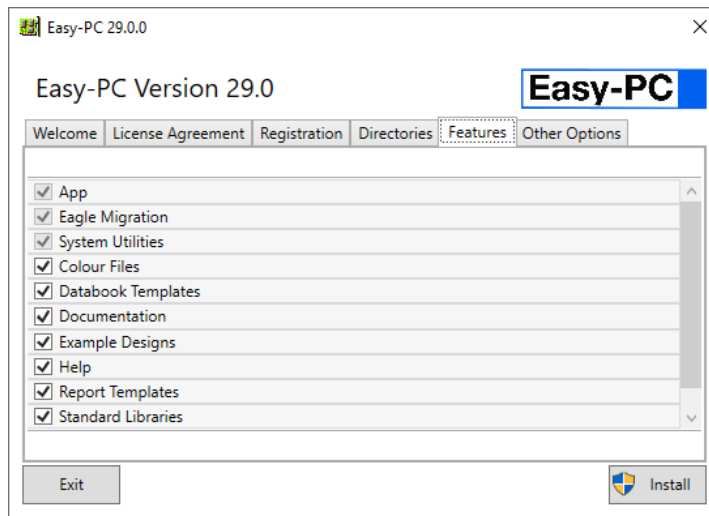 Easy-PC 29.0.0
Easy-PC Version 29.0
Easy-PC
Welcome License Agreement Registration Directories Features Other Options
App
Eagle Migration
System Utilities
Colour Files
Databook Templates
Documentation
Example Designs
Help
Report Templates
Standard Libraries
Exit Install